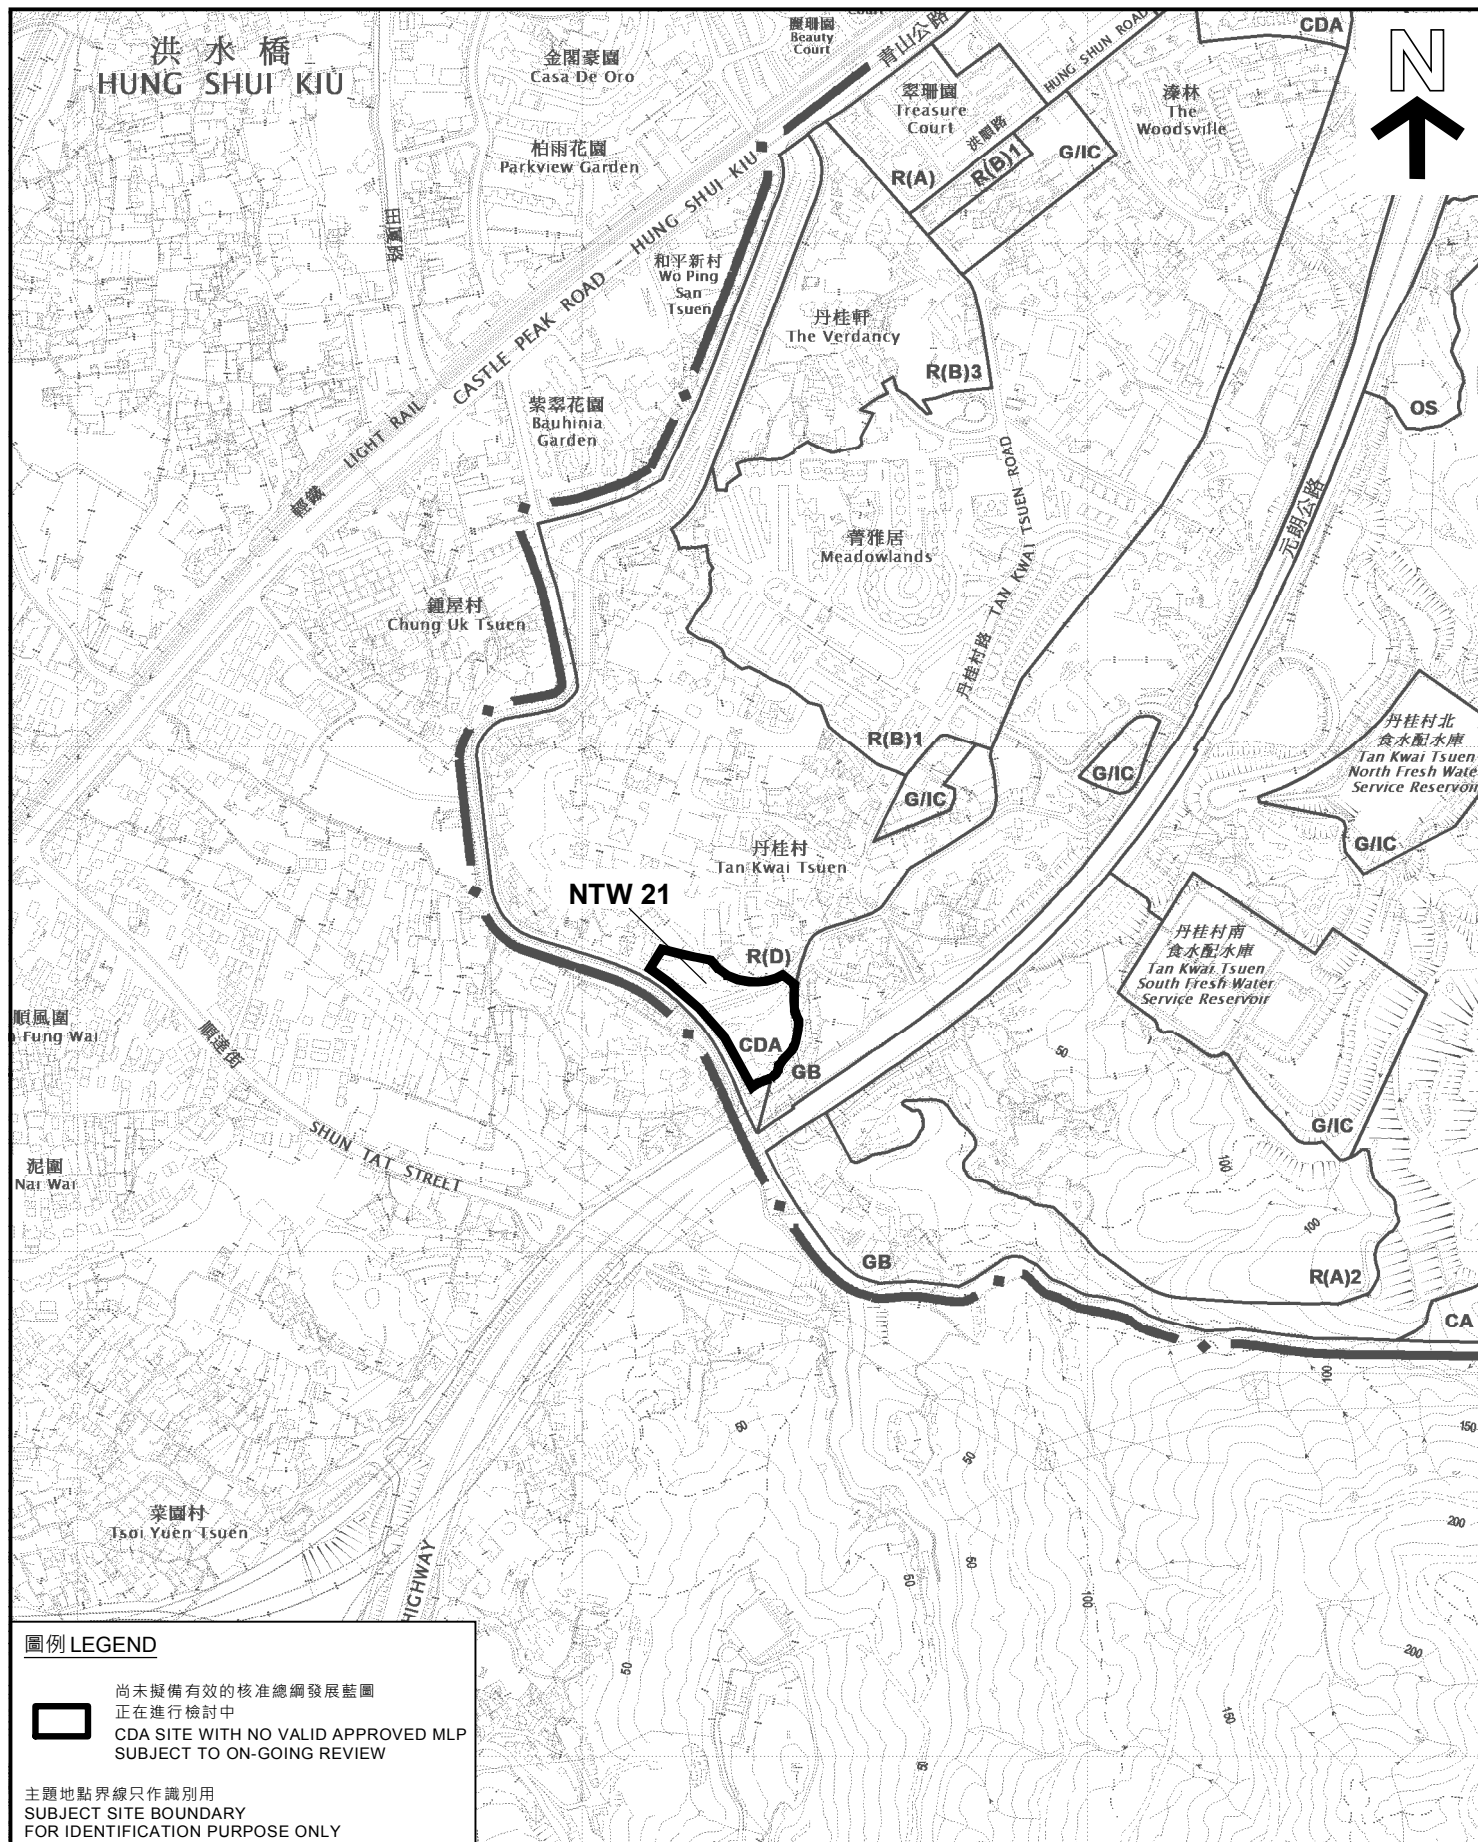 洪水橋
HUNG SHUI KIU
金閣豪園
Casa De Oro
麗珊園
Beauty
Court
青山公路
HUNG SHUN ROAD
CDA
N
翠珊園
Treasure
Court
溱林
The
Woodsville
洪順路
柏雨花園
Parkview Garden
R(A)
R(B)1
G/IC
田廈路
和平新村
Wo Ping
San
Tsuen
CASTLE PEAK ROAD - HUNG SHUI KIU
丹桂軒
The Verdancy
R(B)3
OS
紫翠花園
Bauhinia
Garden
輕鐵
LIGHT RAIL
元朗公路
菁雅居
Meadowlands
丹桂村路
TAN KWAI TSUEN ROAD
鍾屋村
Chung Uk Tsuen
R(B)1
G/IC
G/IC
丹桂村北
食水配水庫
Tan Kwai Tsuen
North Fresh Wate
Service Reservoir
G/IC
丹桂村
Tan Kwai Tsuen
NTW 21
R(D)
CDA
GB
丹桂村南
食水配水庫
Tan Kwai Tsuen
South Fresh Water
Service Reservoir
G/IC
順風圍
Fung Wai
順達街
SHUN TAT STREET
泥圍
Nai Wai
50
100
100
GB
R(A)2
CA
100
150
50
50
菜園村
Tsoi Yuen Tsuen
HIGHWAY
200
50
50
100
200
50
150
50
圖例 LEGEND
尚未擬備有效的核准總綱發展藍圖
正在進行檢討中
CDA SITE WITH NO VALID APPROVED MLP
SUBJECT TO ON-GOING REVIEW
主題地點界線只作識別用
SUBJECT SITE BOUNDARY
FOR IDENTIFICATION PURPOSE ONLY